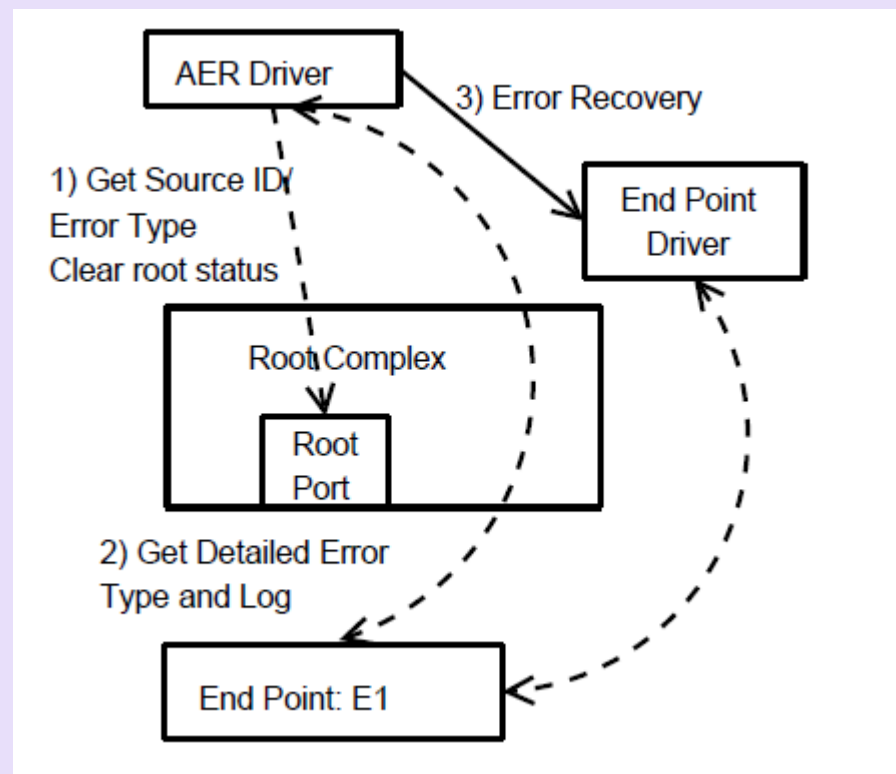 AER Driver
3) Error Recovery
1) Get Source ID/
Error Type
Clear root status
End Point
Driver
Root Complex
Root
Port
2) Get Detailed Error
Type and Log
End Point: E1